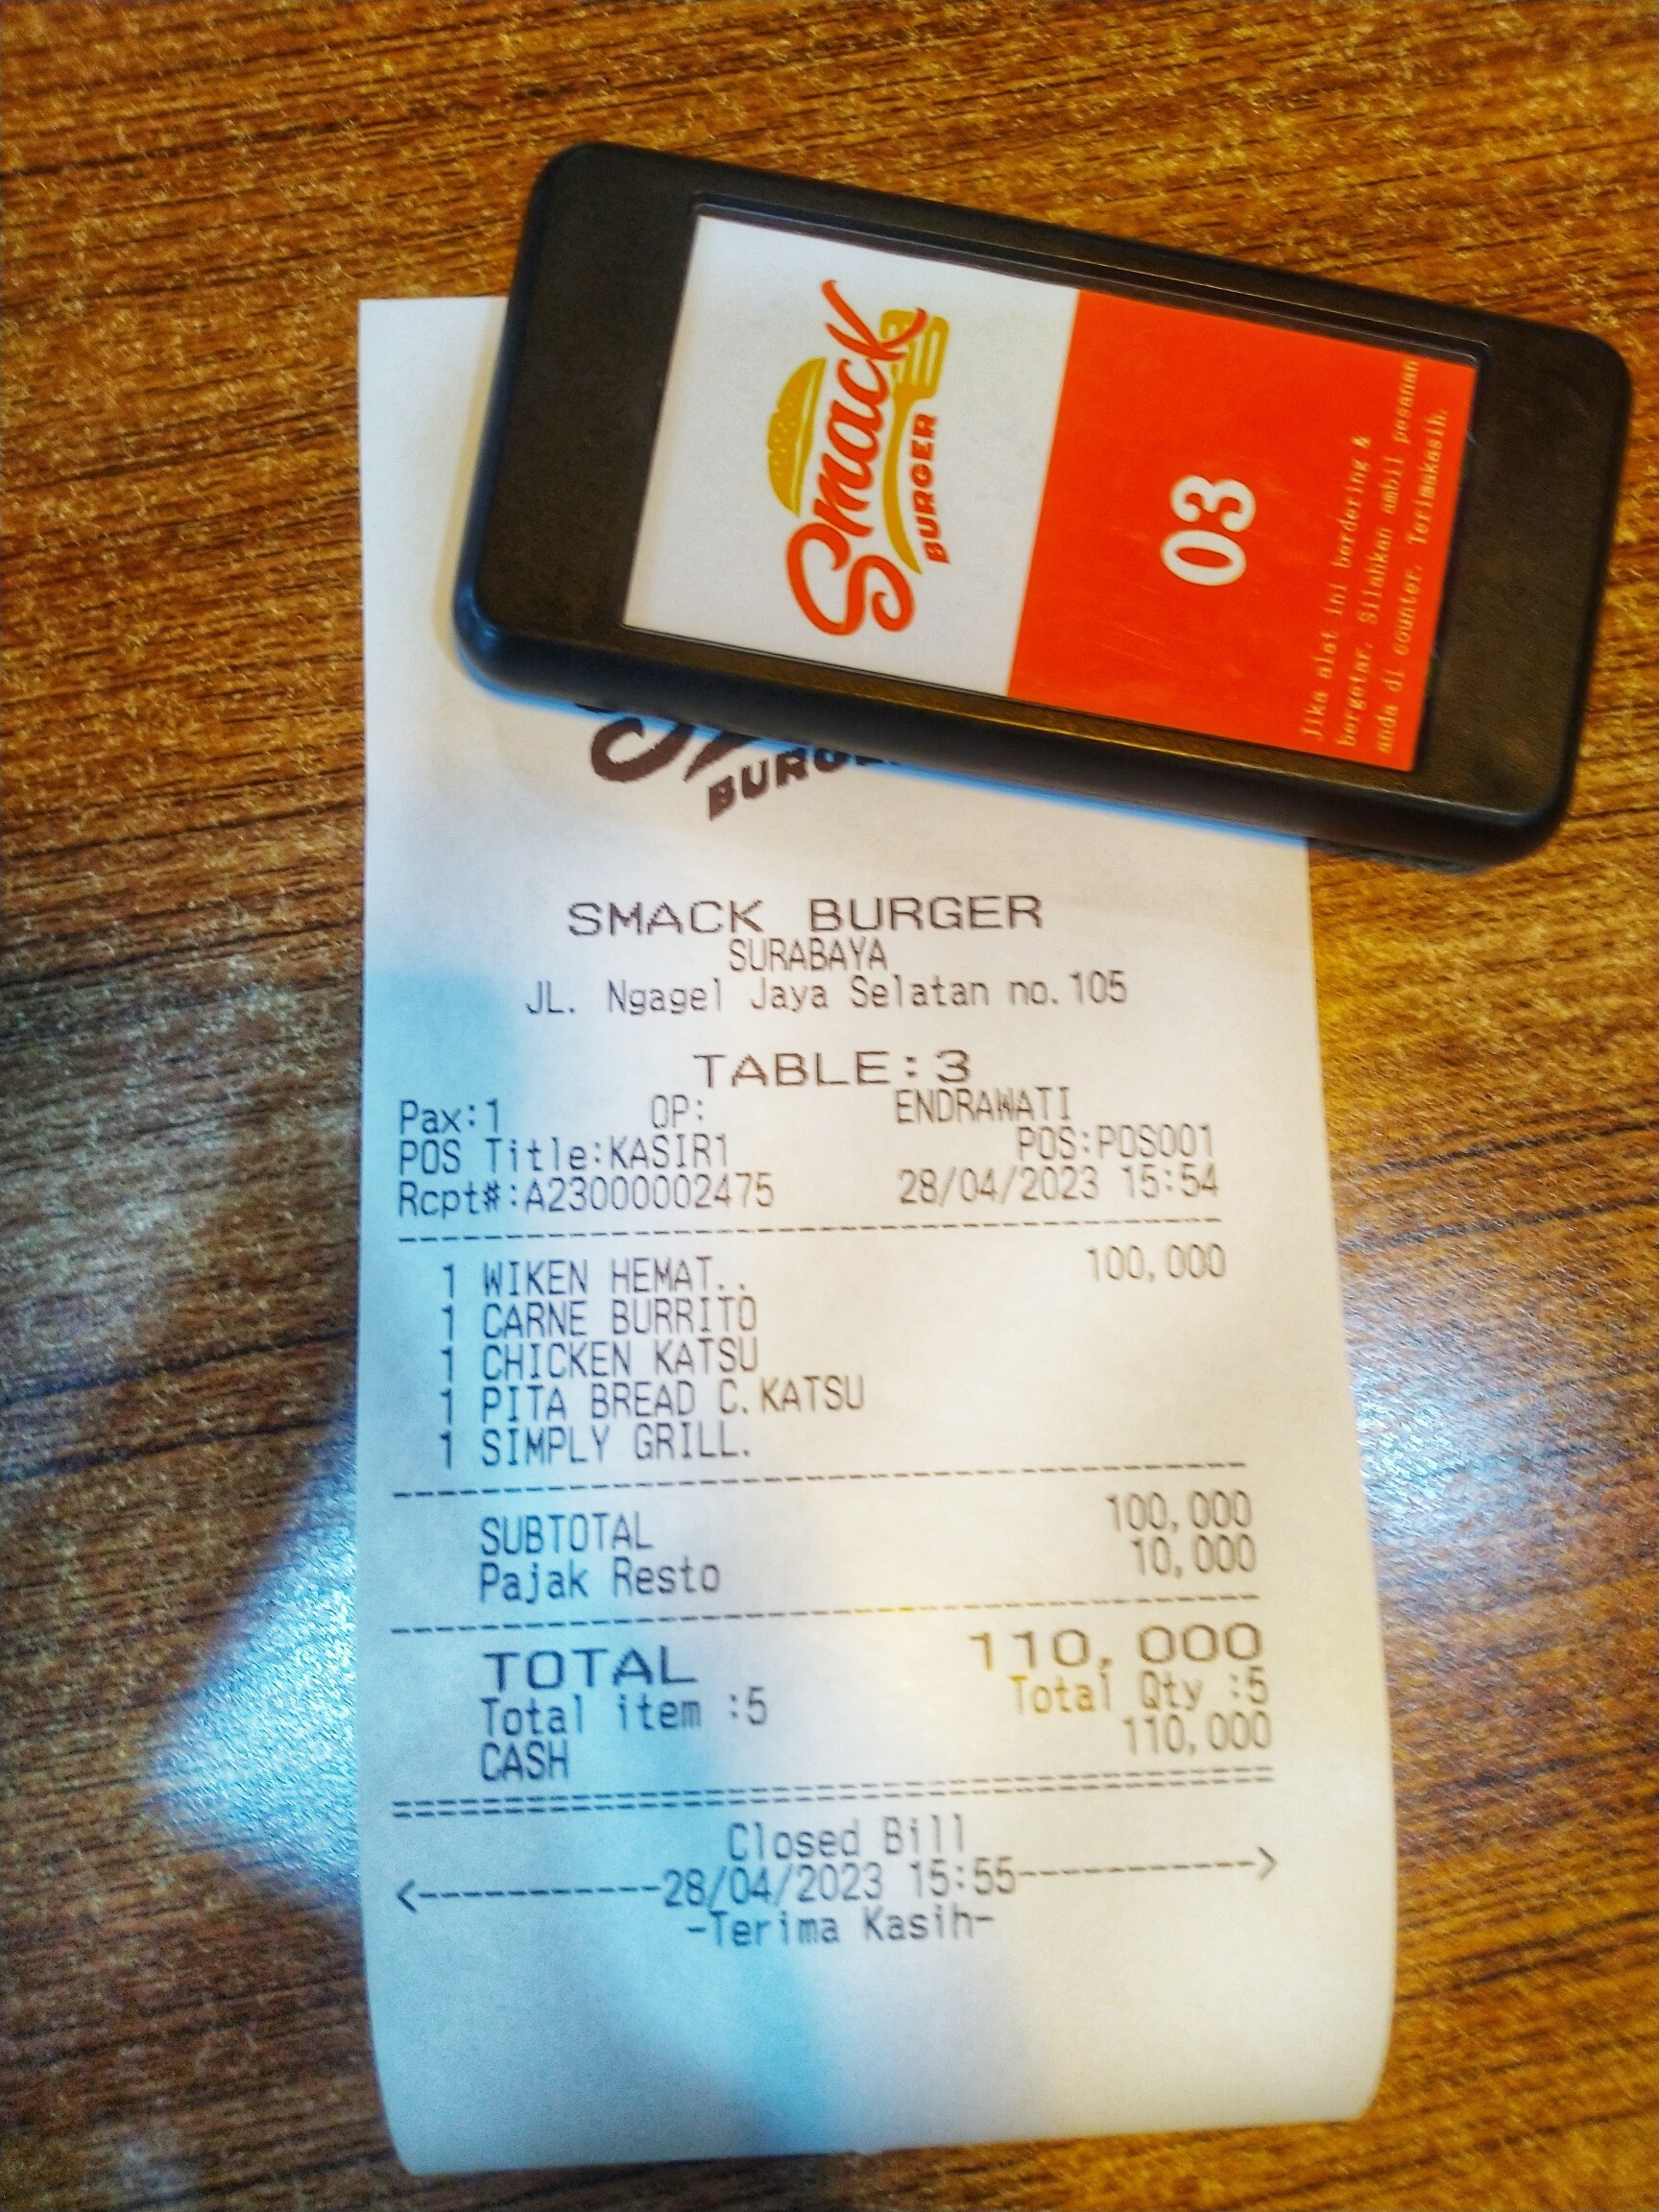 Smack
BURGER
03
Jika alat ini berdering &
bergetar. Silahkan ambil pesanan
anda di counter. Terimakasih.
BURGER
SMACK BURGER
SURABAYA
JL. Ngagel Jaya Selatan no.105
TABLE:3
Pax:1 OP: ENDRAWATI
POS Title:KASIR1 POS:POS001
Rcpt#:A23000002475 28/04/2023 15:54
1 WIKEN HEMAT.. 100,000
1 CARNE BURRITO
1 CHICKEN KATSU
1 PITA BREAD C.KATSU
1 SIMPLY GRILL.
SUBTOTAL 100,000
Pajak Resto 10,000
TOTAL 110,000
Total item :5 Total Qty :5
CASH 110,000
Closed Bill
<-----------28/04/2023 15:55----------->
-Terima Kasih-